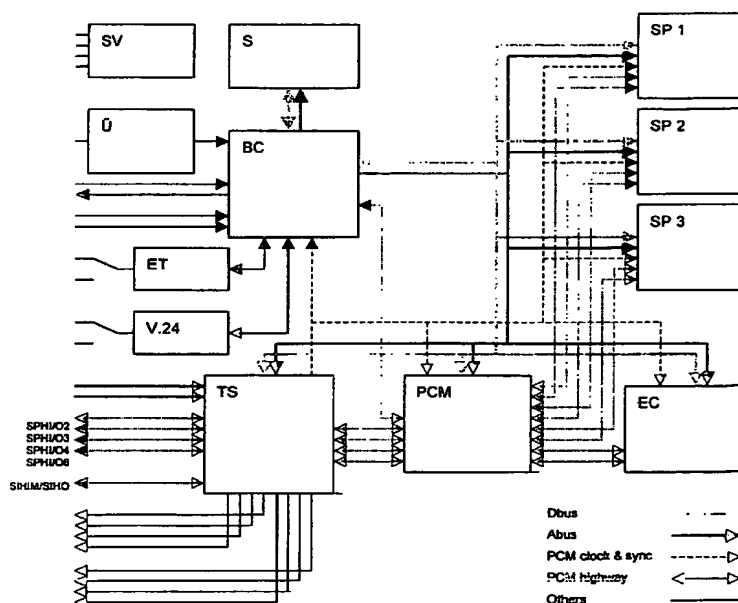 SV
S
SP 1
Ü
BC
SP 2
SP 3
ET
V.24
TS
PCM
EC
SPHI/O2
SPHI/O3
SPHI/O4
SPHI/O6
SIHIM/SIHO
Dbus
Abus
PCM clock & sync
PCM highway
Others